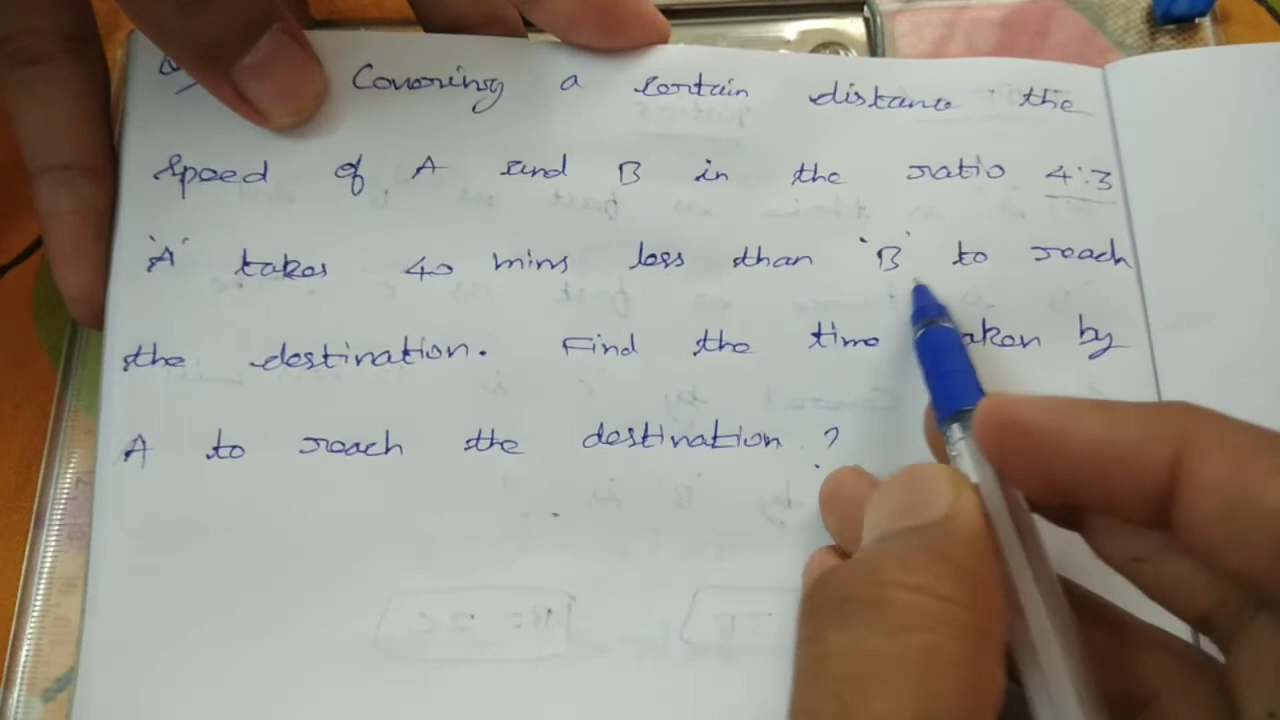 Covering a certain distance the
speed of A and B in the ratio 4:3
'A' takes 40 mins less than 'B' to reach
the destination. Find the time taken by
A to reach the destination ?